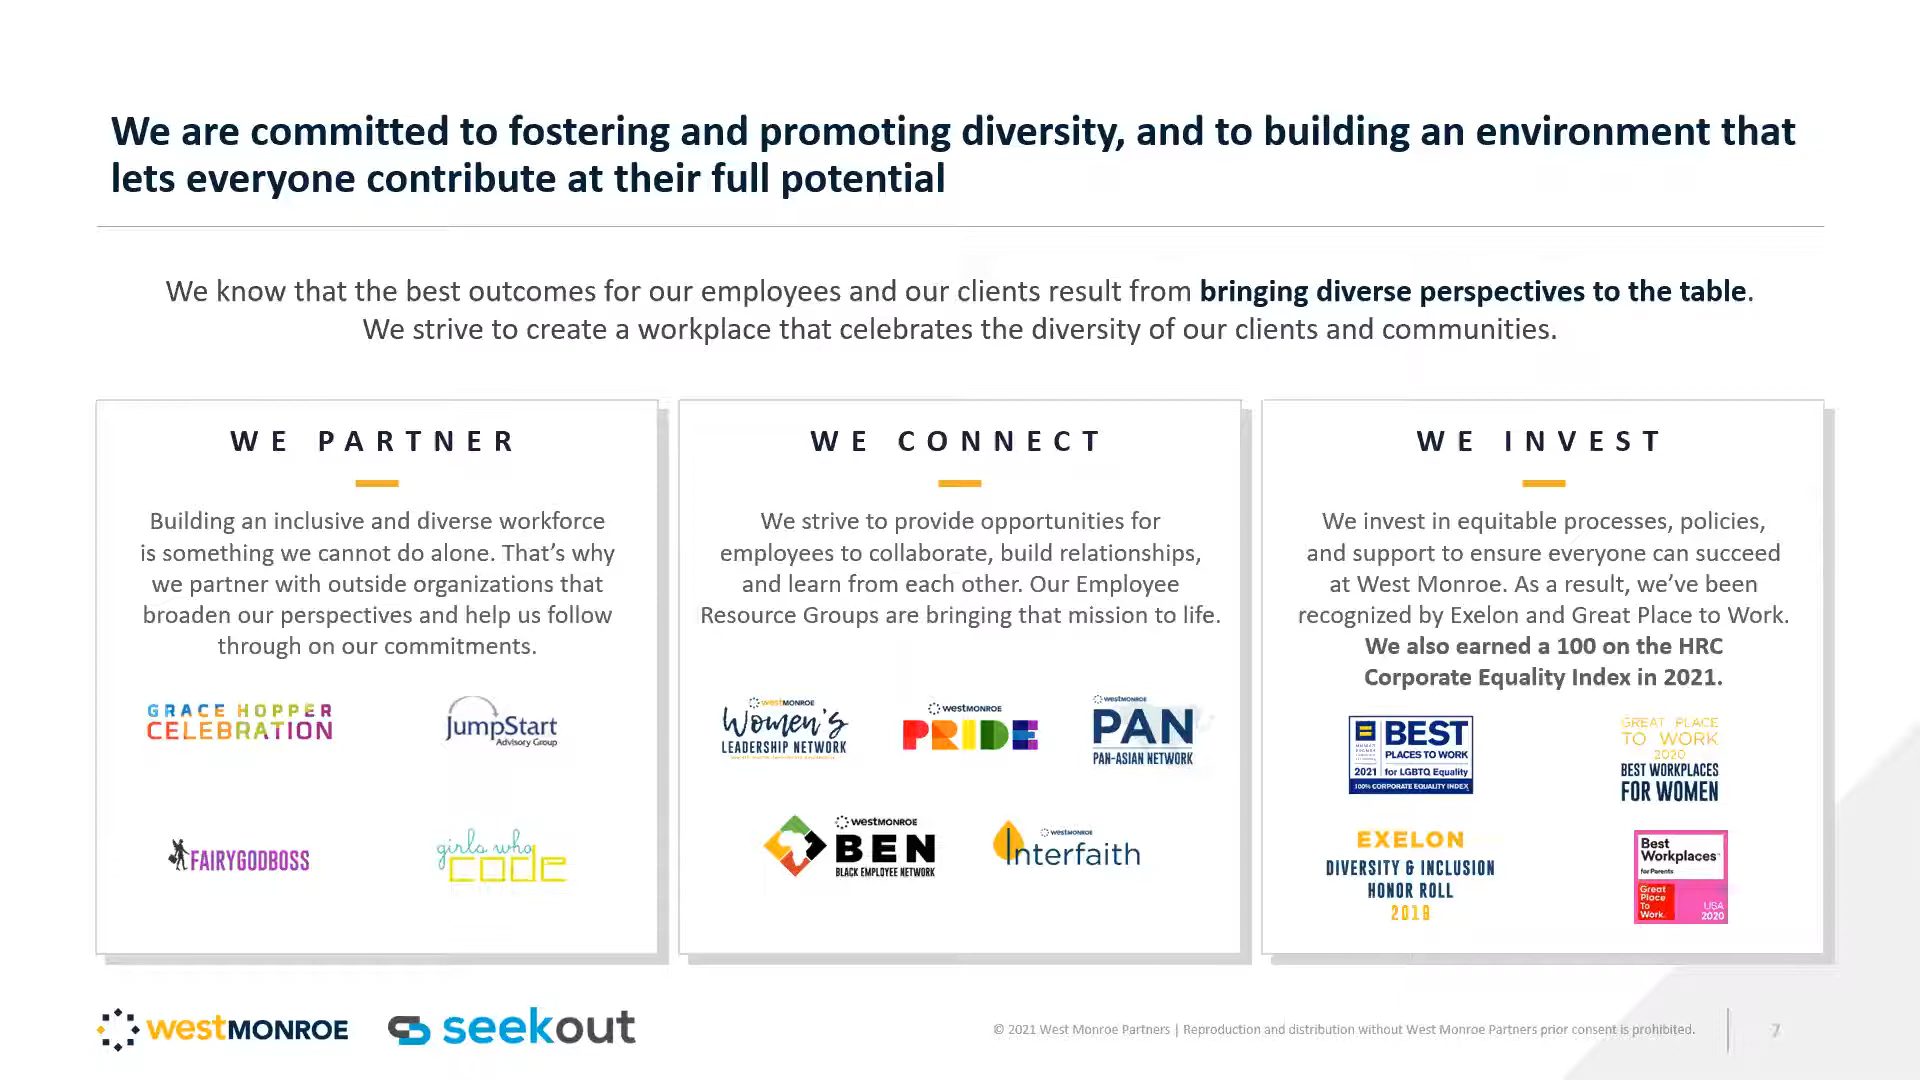 We are committed to fostering and promoting diversity, and to building an environment that
lets everyone contribute at their full potential
We know that the best outcomes for our employees and our clients result from bringing diverse perspectives to the table.
We strive to create a workplace that celebrates the diversity of our clients and communities.
WE PARTNER
Building an inclusive and diverse workforce
is something we cannot do alone. That’s why
we partner with outside organizations that
broaden our perspectives and help us follow
through on our commitments.
GRACE HOPPER
CELEBRATION
JumpStart
Advisory Group
FAIRYGODBOSS
girls who
code
WE CONNECT
We strive to provide opportunities for
employees to collaborate, build relationships,
and learn from each other. Our Employee
Resource Groups are bringing that mission to life.
westMONROE
Women's
LEADERSHIP NETWORK
westMONROE
PRIDE
westMONROE
PAN
PAN-ASIAN NETWORK
westMONROE
BEN
BLACK EMPLOYEE NETWORK
westMONROE
Interfaith
WE INVEST
We invest in equitable processes, policies,
and support to ensure everyone can succeed
at West Monroe. As a result, we’ve been
recognized by Exelon and Great Place to Work.
We also earned a 100 on the HRC
Corporate Equality Index in 2021.
BEST
PLACES TO WORK
2021 for LGBTQ Equality
100% CORPORATE EQUALITY INDEX
GREAT PLACE
TO WORK
2020
BEST WORKPLACES
FOR WOMEN
EXELON
DIVERSITY & INCLUSION
HONOR ROLL
Best
Workplaces™
for Parents
Great
Place
To
Work.
USA
2020
westMONROE
seekout
© 2021 West Monroe Partners | Reproduction and distribution without West Monroe Partners prior consent is prohibited.
7